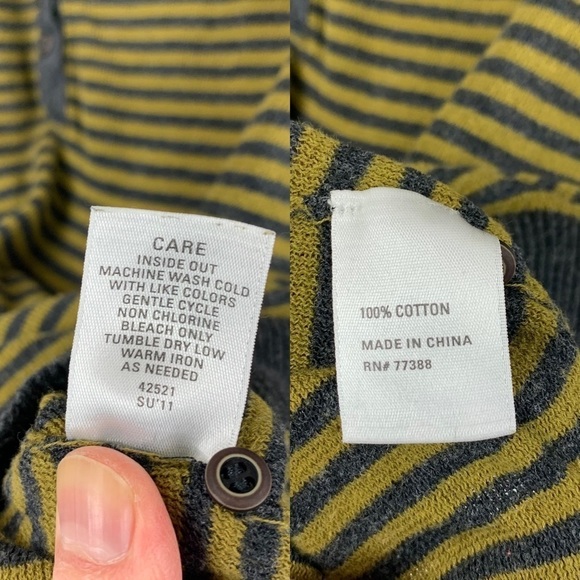 CARE
INSIDE OUT
MACHINE WASH COLD
WITH LIKE COLORS
GENTLE CYCLE
NON CHLORINE
BLEACH ONLY
TUMBLE DRY LOW
WARM IRON
AS NEEDED
42521
SU'11
100% COTTON
MADE IN CHINA
RN# 77388